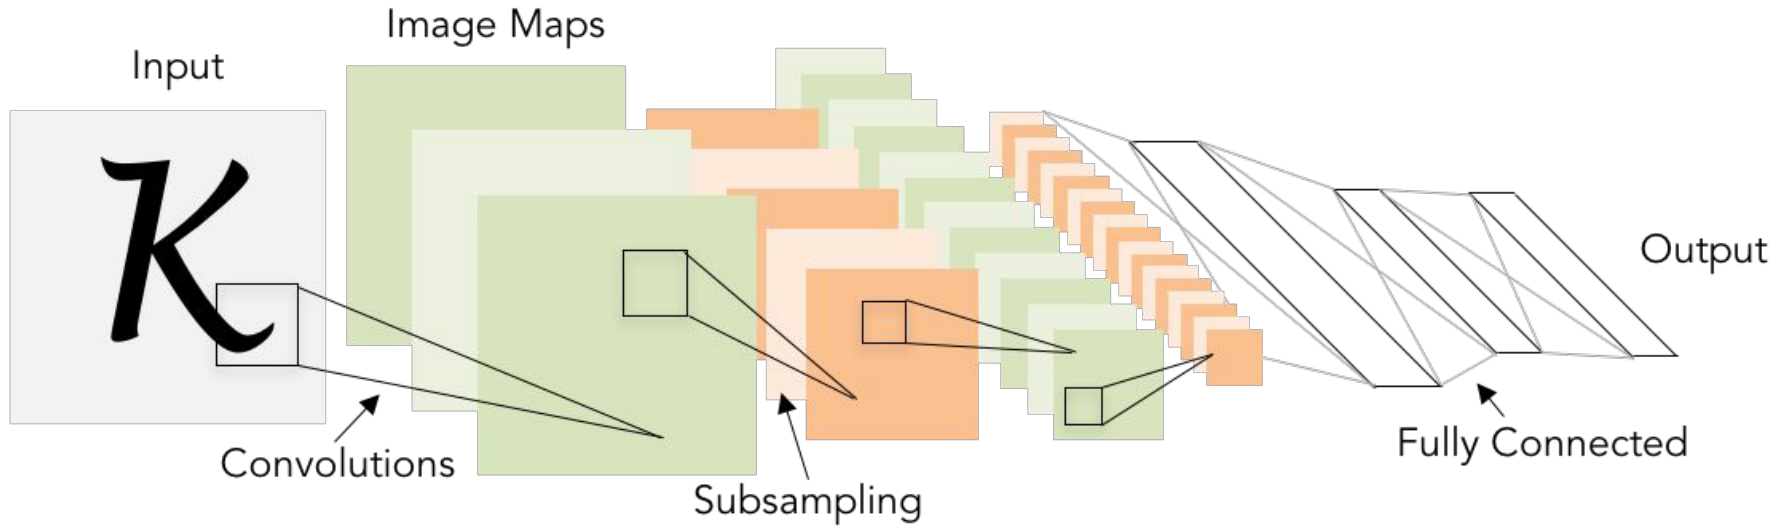 Image Maps
Input
K
Output
Convolutions
Subsampling
Fully Connected